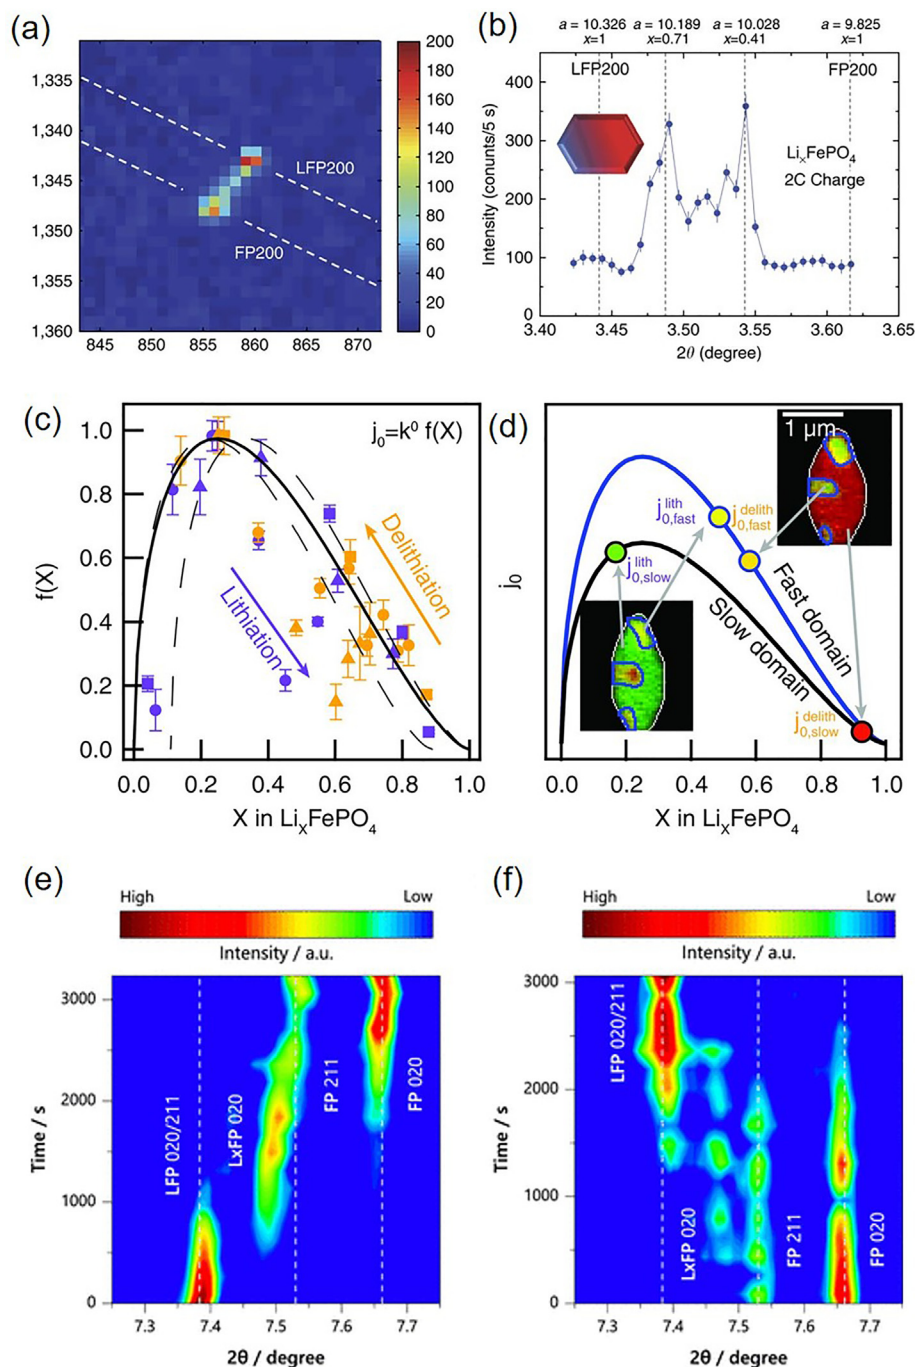 (a)
1,335
1,340
1,345
1,350
1,355
1,360
845
850
855
860
865
870
LFP200
FP200
200
180
160
140
120
100
80
60
40
20
0
(b)
a = 10.326
x=1
a = 10.189
x=0.71
a = 10.028
x=0.41
a = 9.825
x=1
LFP200
FP200
LiₓFePO₄
2C Charge
Intensity (counts/5 s)
400
300
200
100
0
3.40
3.45
3.50
3.55
3.60
3.65
2θ (degree)
(c)
j₀=k⁰ f(X)
f(X)
1.0
0.8
0.6
0.4
0.2
0.0
Lithiation
Delithiation
0.0
0.2
0.4
0.6
0.8
1.0
X in LiₓFePO₄
(d)
1 µm
j₀
j₀,fast lith
j₀,fast delith
j₀,slow lith
j₀,slow delith
Fast domain
Slow domain
0.0
0.2
0.4
0.6
0.8
1.0
X in LiₓFePO₄
(e)
High
Low
Intensity / a.u.
Time / s
3000
2000
1000
0
LFP 020/211
LxFP 020
FP 211
FP 020
7.3
7.4
7.5
7.6
7.7
2θ / degree
(f)
High
Low
Intensity / a.u.
Time / s
3000
2000
1000
0
LFP 020/211
LxFP 020
FP 211
FP 020
7.3
7.4
7.5
7.6
7.7
2θ / degree